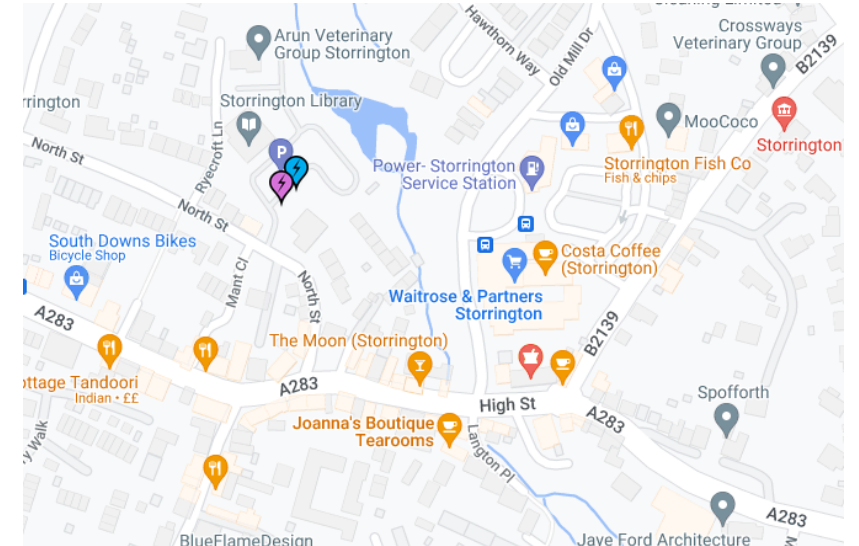 Cleaning Limited
Hawthorn Way
Old Mill Dr
Crossways
Veterinary Group
B2139
Arun Veterinary
Group Storrington
rrington
Storrington Library
Ryecroft Ln
P
MooCoco
Storrington
North St
Power- Storrington
Service Station
Storrington Fish Co
Fish & chips
North St
South Downs Bikes
Bicycle Shop
Costa Coffee
(Storrington)
Mant Cl
North St
Waitrose & Partners
Storrington
A283
The Moon (Storrington)
B2139
ottage Tandoori
Indian • ££
A283
High St
A283
Spofforth
Joanna's Boutique
Tearooms
Langton Pl
y Walk
A283
BlueFlameDesign
Jaye Ford Architecture